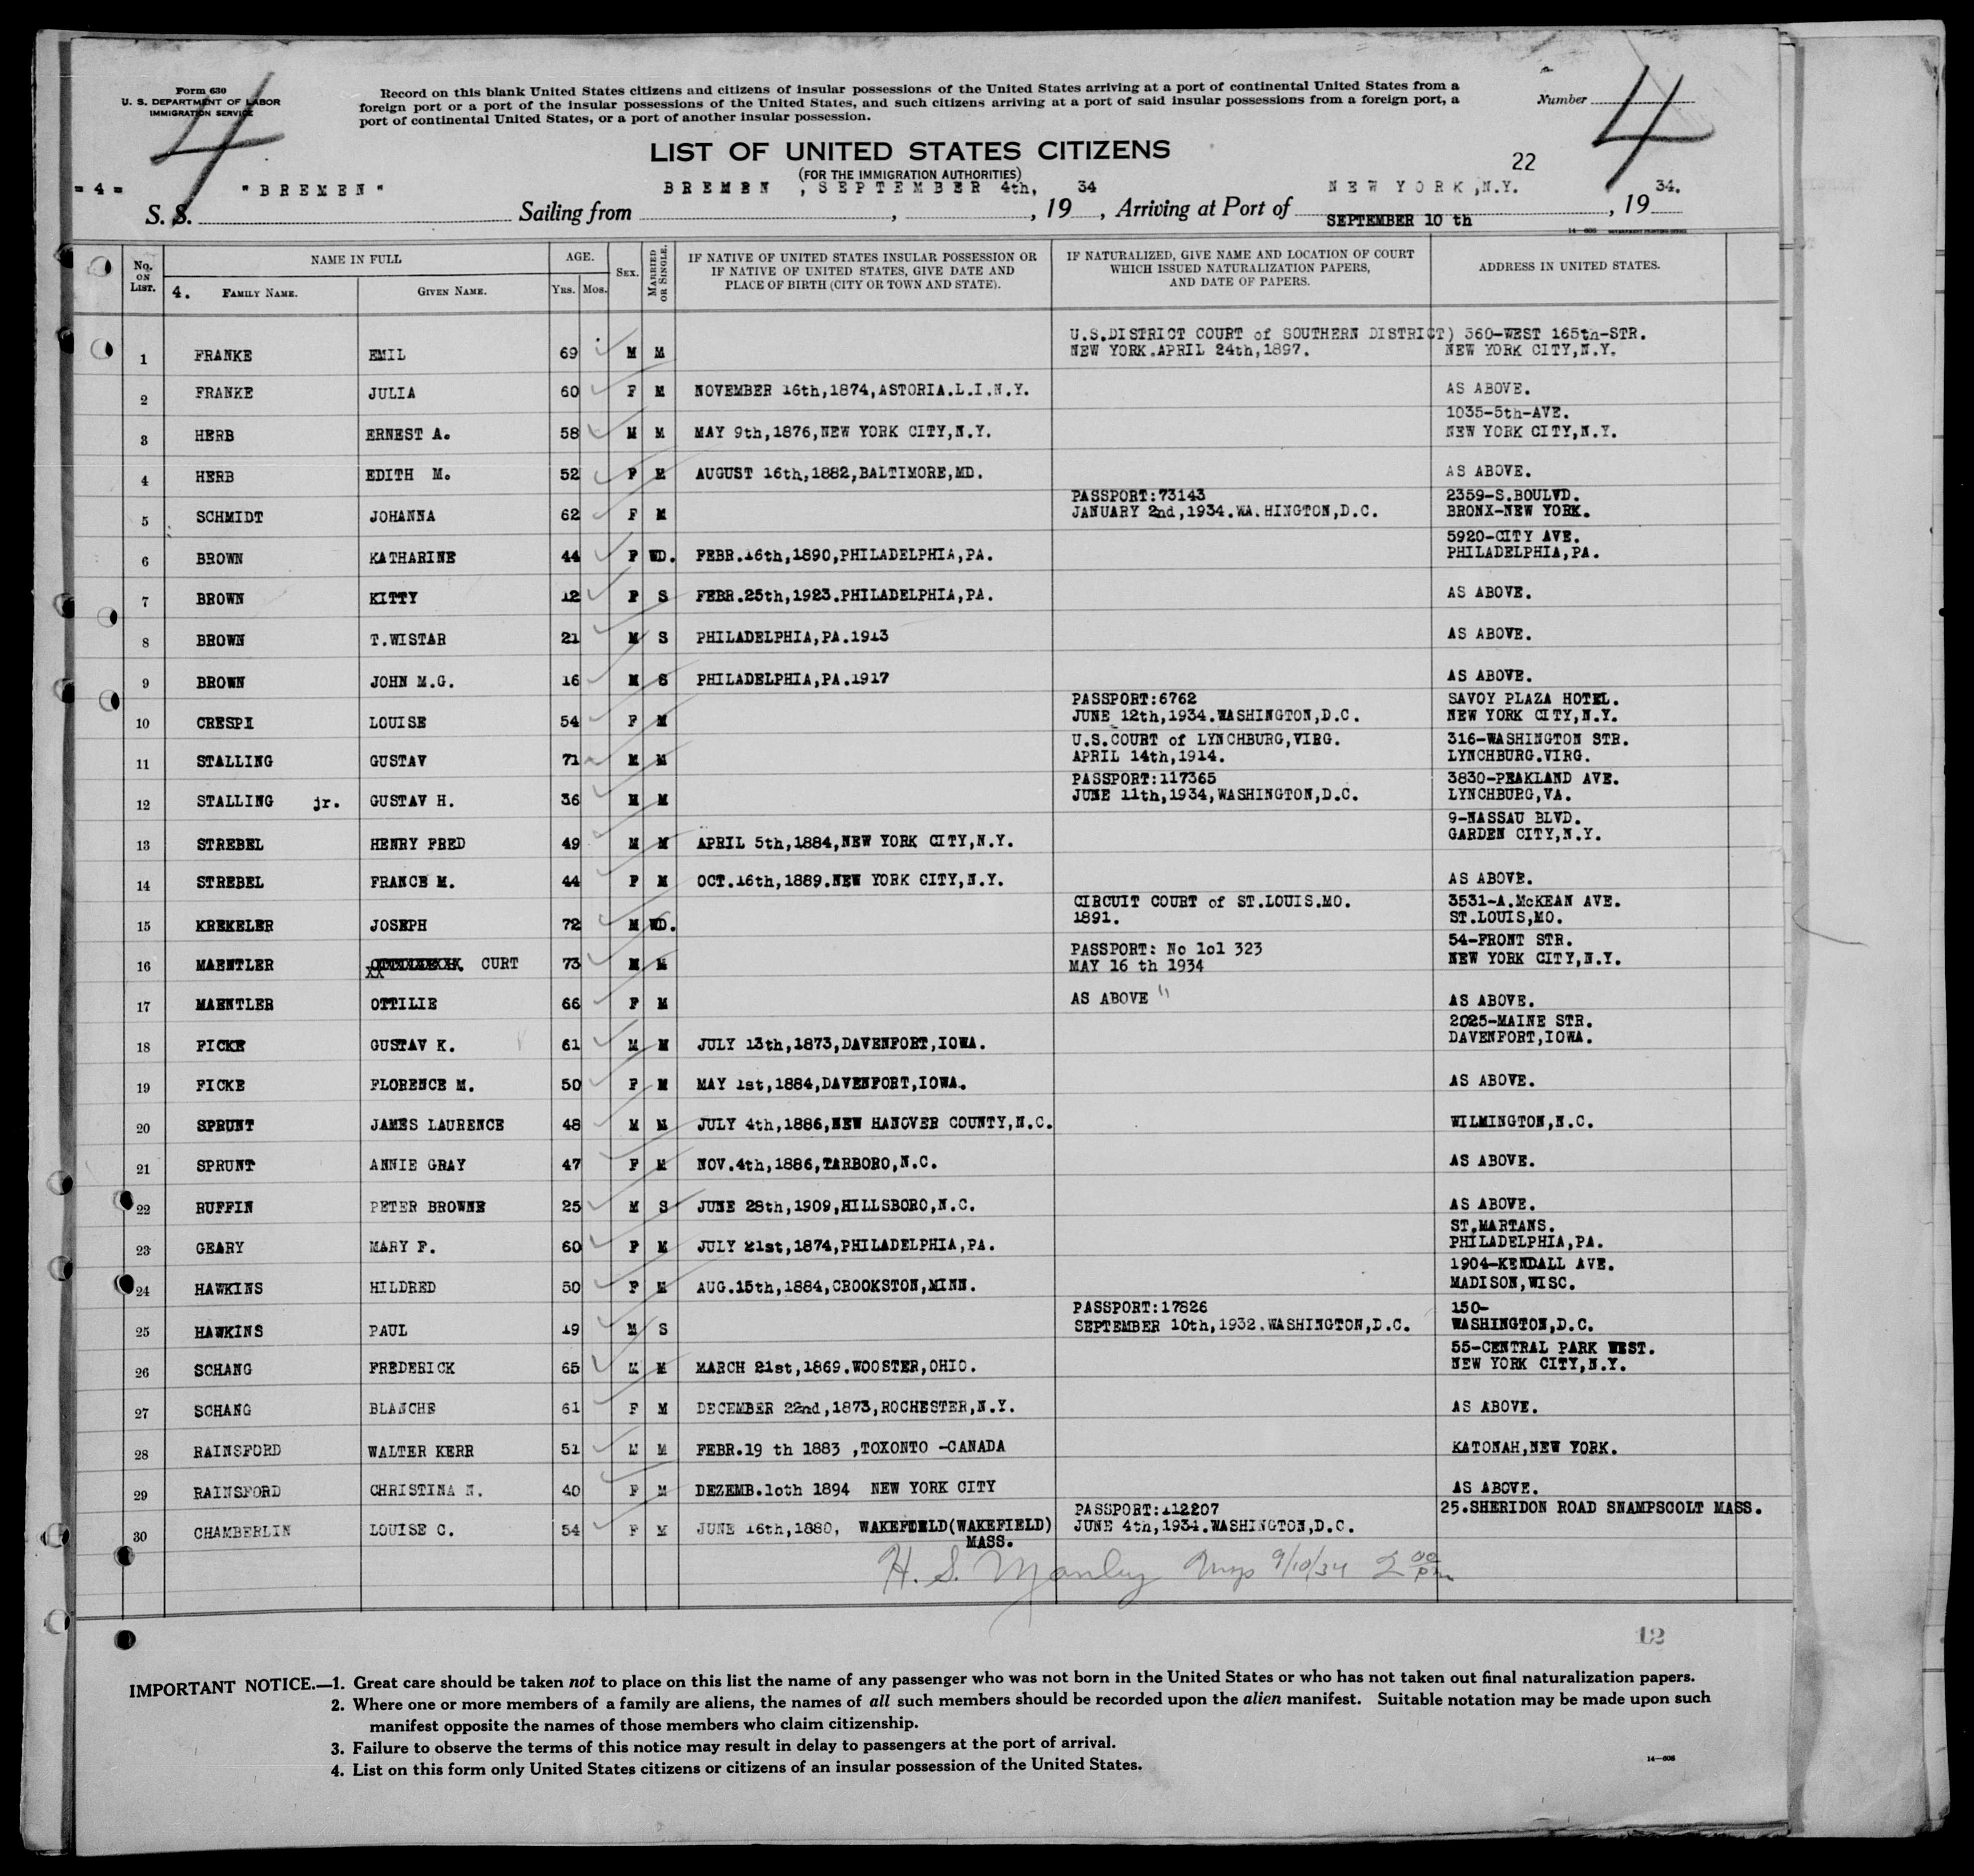 Form 630
U. S. DEPARTMENT OF LABOR
IMMIGRATION SERVICE
4
Record on this blank United States citizens and citizens of insular possessions of the United States arriving at a port of continental United States from a
foreign port or a port of the insular possessions of the United States, and such citizens arriving at a port of said insular possessions from a foreign port, a
port of continental United States, or a port of another insular possession.
Number
4
LIST OF UNITED STATES CITIZENS
(FOR THE IMMIGRATION AUTHORITIES)
22
= 4 =
S. S. "BREMEN" Sailing from BREMEN , SEPTEMBER 4th, , 19 34 , Arriving at Port of NEW YORK,N.Y. SEPTEMBER 10 th , 19 34.
No. ON LIST. NAME IN FULL AGE. SEX. MARRIED OR SINGLE. IF NATIVE OF UNITED STATES INSULAR POSSESSION OR IF NATIVE OF UNITED STATES, GIVE DATE AND PLACE OF BIRTH (CITY OR TOWN AND STATE). IF NATURALIZED, GIVE NAME AND LOCATION OF COURT WHICH ISSUED NATURALIZATION PAPERS, AND DATE OF PAPERS. ADDRESS IN UNITED STATES.
4. FAMILY NAME. GIVEN NAME. YRS. MOS.
U.S.DISTRICT COURT of SOUTHERN DISTRICT) 560-WEST 165th-STR.
1 FRANKE EMIL 69 M M NEW YORK.APRIL 24th,1897. NEW YORK CITY,N.Y.
2 FRANKE JULIA 60 F M NOVEMBER 16th,1874,ASTORIA.L.I.N.Y. AS ABOVE.
1035-5th-AVE.
3 HERB ERNEST A. 58 M M MAY 9th,1876,NEW YORK CITY,N.Y. NEW YORK CITY,N.Y.
4 HERB EDITH M. 52 F M AUGUST 16th,1882,BALTIMORE,MD. AS ABOVE.
PASSPORT:73143 2359-S.BOULVD.
5 SCHMIDT JOHANNA 62 F M JANUARY 2nd,1934.WA.HINGTON,D.C. BRONX-NEW YORK.
5920-CITY AVE.
6 BROWN KATHARINE 44 F WD. FEBR.16th,1890,PHILADELPHIA,PA. PHILADELPHIA,PA.
7 BROWN KITTY 12 F S FEBR.25th,1923.PHILADELPHIA,PA. AS ABOVE.
8 BROWN T.WISTAR 21 M S PHILADELPHIA,PA.1913 AS ABOVE.
9 BROWN JOHN M.G. 16 M S PHILADELPHIA,PA.1917 AS ABOVE.
PASSPORT:6762 SAVOY PLAZA HOTEL.
10 CRESPI LOUISE 54 F M JUNE 12th,1934.WASHINGTON,D.C. NEW YORK CITY,N.Y.
U.S.COURT of LYNCHBURG,VIRG. 316-WASHINGTON STR.
11 STALLING GUSTAV 71 M M APRIL 14th,1914. LYNCHBURG.VIRG.
PASSPORT:117365 3830-PEAKLAND AVE.
12 STALLING jr. GUSTAV H. 36 M M JUNE 11th,1934,WASHINGTON,D.C. LYNCHBURG,VA.
9-NASSAU BLVD.
13 STREBEL HENRY FRED 49 M M APRIL 5th,1884,NEW YORK CITY,N.Y. GARDEN CITY,N.Y.
14 STREBEL FRANCE M. 44 F M OCT.16th,1889.NEW YORK CITY,N.Y. AS ABOVE.
CIRCUIT COURT of ST.LOUIS.MO. 3531-A.McKEAN AVE.
15 KREKELER JOSEPH 72 M WD. 1891. ST.LOUIS,MO.
PASSPORT: No 1o1 323 54-FRONT STR.
16 MAENTLER CURT 73 M M MAY 16 th 1934 NEW YORK CITY,N.Y.
17 MAENTLER OTTILIE 66 F M AS ABOVE " AS ABOVE.
2025-MAINE STR.
18 FICKE GUSTAV K. 61 M M JULY 13th,1873,DAVENPORT,IOWA. DAVENPORT,IOWA.
19 FICKE FLORENCE M. 50 F M MAY 1st,1884,DAVENPORT,IOWA. AS ABOVE.
20 SPRUNT JAMES LAURENCE 48 M M JULY 4th,1886,NEW HANOVER COUNTY,N.C. WILMINGTON,N.C.
21 SPRUNT ANNIE GRAY 47 F M NOV.4th,1886,TARBORO,N.C. AS ABOVE.
22 RUFFIN PETER BROWNE 25 M S JUNE 28th,1909,HILLSBORO,N.C. AS ABOVE.
ST.MARTANS.
23 GEARY MARY F. 60 F M JULY 21st,1874,PHILADELPHIA,PA. PHILADELPHIA,PA.
1904-KENDALL AVE.
24 HAWKINS HILDRED 50 F M AUG.15th,1884,CROOKSTON,MINN. MADISON,WISC.
PASSPORT:17826 150-
25 HAWKINS PAUL 19 M S SEPTEMBER 10th,1932.WASHINGTON,D.C. WASHINGTON,D.C.
55-CENTRAL PARK WEST.
26 SCHANG FREDERICK 65 M M MARCH 21st,1869.WOOSTER,OHIO. NEW YORK CITY,N.Y.
27 SCHANG BLANCHE 61 F M DECEMBER 22nd,1873,ROCHESTER,N.Y. AS ABOVE.
28 RAINSFORD WALTER KERR 51 M M FEBR.19 th 1883 ,TOXONTO -CANADA KATONAH,NEW YORK.
29 RAINSFORD CHRISTINA N. 40 F M DEZEMB.1oth 1894 NEW YORK CITY AS ABOVE.
PASSPORT:112207 25.SHERIDON ROAD SNAMPSCOLT MASS.
30 CHAMBERLIN LOUISE C. 54 F M JUNE 16th,1880, WAKEFIELD(WAKEFIELD) JUNE 4th,1934.WASHINGTON,D.C.
MASS.
H. S. Manley Insp 9/10/34 2 00 pm
12
IMPORTANT NOTICE.—1. Great care should be taken not to place on this list the name of any passenger who was not born in the United States or who has not taken out final naturalization papers.
2. Where one or more members of a family are aliens, the names of all such members should be recorded upon the alien manifest. Suitable notation may be made upon such
manifest opposite the names of those members who claim citizenship.
3. Failure to observe the terms of this notice may result in delay to passengers at the port of arrival.
4. List on this form only United States citizens or citizens of an insular possession of the United States.
14—608